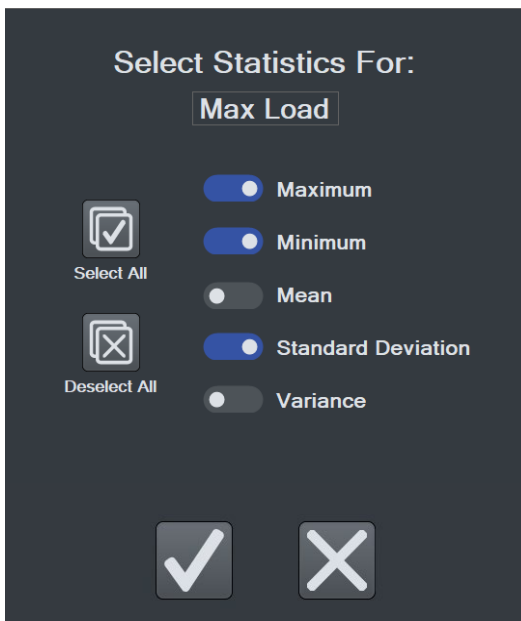 Select Statistics For:
Max Load
Maximum
Minimum
Select All
Mean
Standard Deviation
Deselect All
Variance